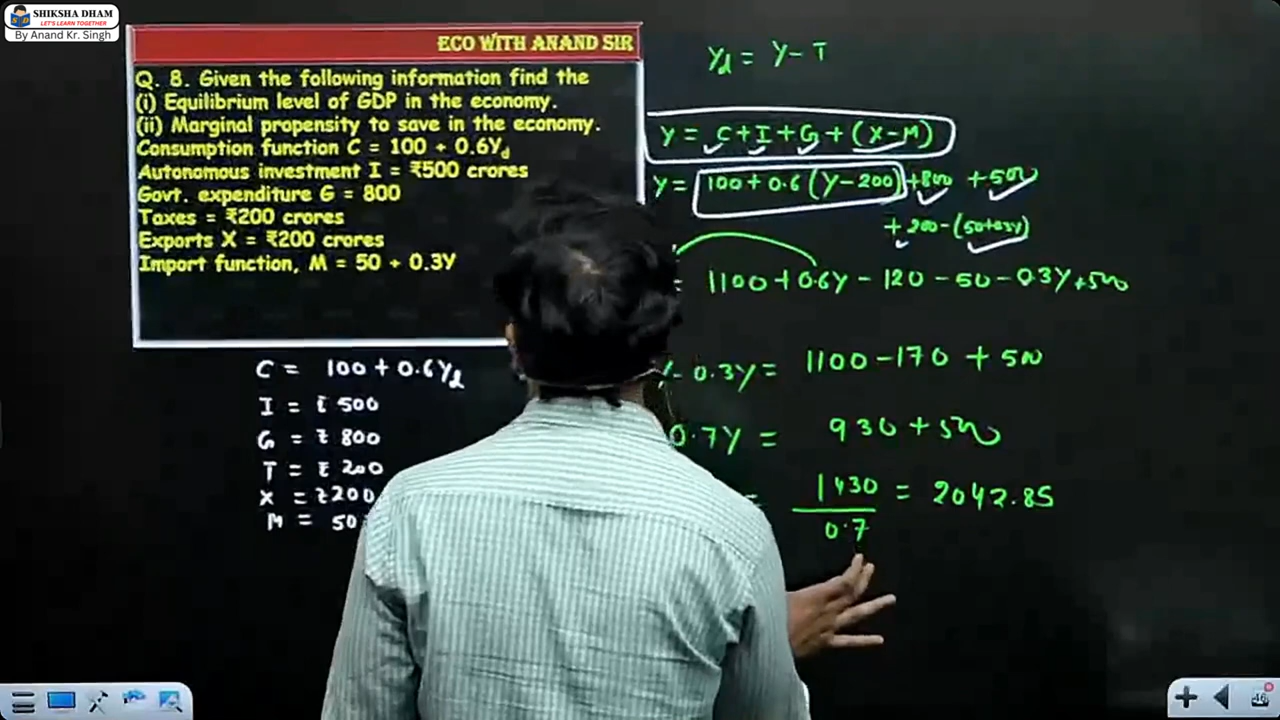 SHIKSHA DHAM
LET'S LEARN TOGETHER
By Anand Kr. Singh
ECO WITH ANAND SIR
Q. 8. Given the following information find the
(i) Equilibrium level of GDP in the economy.
(ii) Marginal propensity to save in the economy.
Consumption function C = 100 + 0.6Yd
Autonomous investment I = ₹500 crores
Govt. expenditure G = 800
Taxes = ₹200 crores
Exports X = ₹200 crores
Import function, M = 50 + 0.3Y
C = 100 + 0.6Yd
I = ₹ 500
G = ₹ 800
T = ₹ 200
X = ₹200
M = 50
Yd = Y - T
Y = C + I + G + (X - M)
Y = 100 + 0.6 (Y - 200) + 800 + 500
+ 200 - (50+0.3Y)
= 1100 + 0.6Y - 120 - 50 - 0.3Y + 500
Y - 0.3Y = 1100 - 170 + 500
0.7Y = 930 + 500
= 1430 = 2042.85
0.7
46